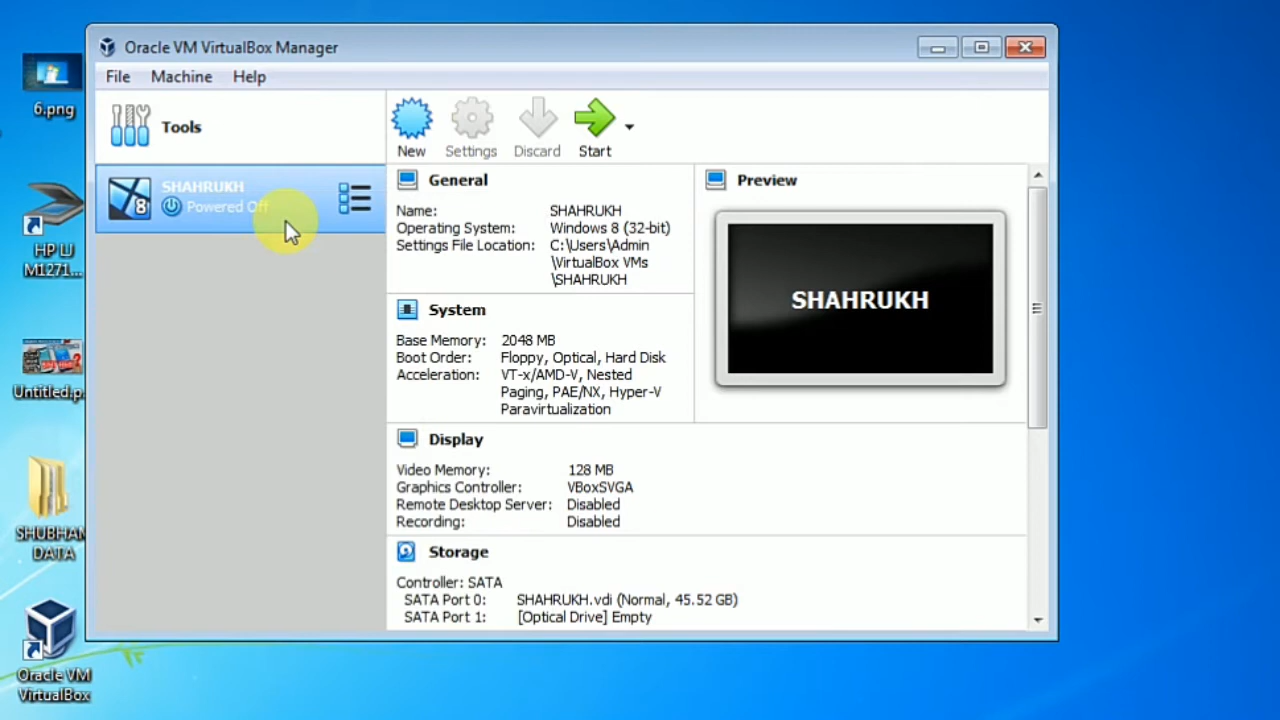 Oracle VM VirtualBox Manager
File Machine Help
6.png
HP LJ
M1271...
Untitled.p...
SHUBHAM
DATA
Oracle VM
VirtualBox
Tools
SHAHRUKH
Powered Off
8
New Settings Discard Start
General
Name: SHAHRUKH
Operating System: Windows 8 (32-bit)
Settings File Location: C:\Users\Admin
\VirtualBox VMs
\SHAHRUKH
Preview
SHAHRUKH
System
Base Memory: 2048 MB
Boot Order: Floppy, Optical, Hard Disk
Acceleration: VT-x/AMD-V, Nested
Paging, PAE/NX, Hyper-V
Paravirtualization
Display
Video Memory: 128 MB
Graphics Controller: VBoxSVGA
Remote Desktop Server: Disabled
Recording: Disabled
Storage
Controller: SATA
SATA Port 0: SHAHRUKH.vdi (Normal, 45.52 GB)
SATA Port 1: [Optical Drive] Empty